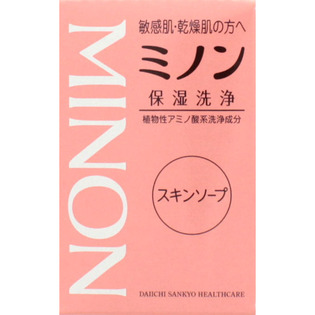 敏感肌・乾燥肌の方へ
MINON
ミノン
保湿洗浄
植物性アミノ酸系洗浄成分
スキンソープ
DAIICHI SANKYO HEALTHCARE